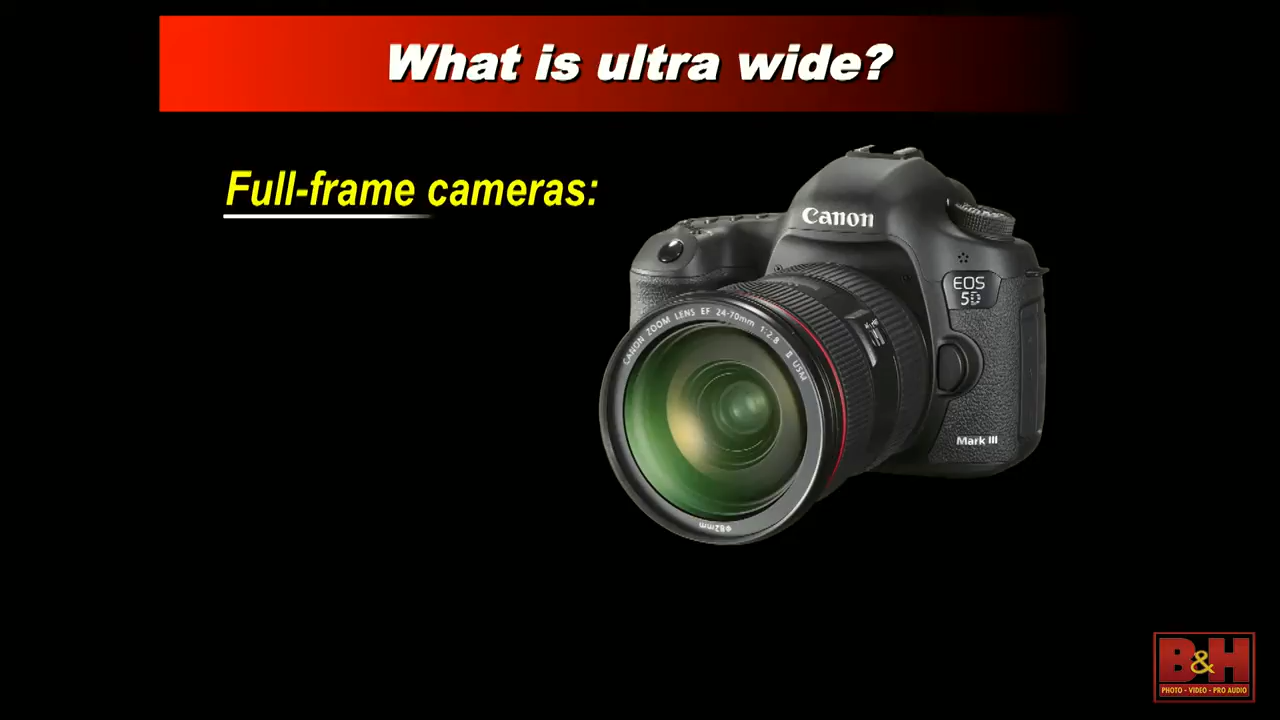 What is ultra wide?
Full-frame cameras:
Canon
EOS
5D
CANON ZOOM LENS EF 24-70mm 1:2.8 II USM
Mark III
ø82mm
B&H
PHOTO - VIDEO - PRO AUDIO